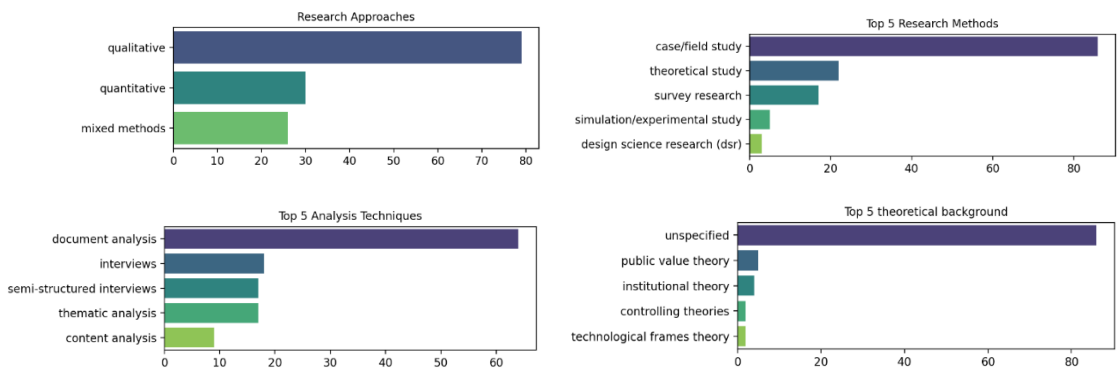 Research Approaches
qualitative
quantitative
mixed methods
0 10 20 30 40 50 60 70 80
Top 5 Research Methods
case/field study
theoretical study
survey research
simulation/experimental study
design science research (dsr)
0 20 40 60 80
Top 5 Analysis Techniques
document analysis
interviews
semi-structured interviews
thematic analysis
content analysis
0 10 20 30 40 50 60
Top 5 theoretical background
unspecified
public value theory
institutional theory
controlling theories
technological frames theory
0 20 40 60 80